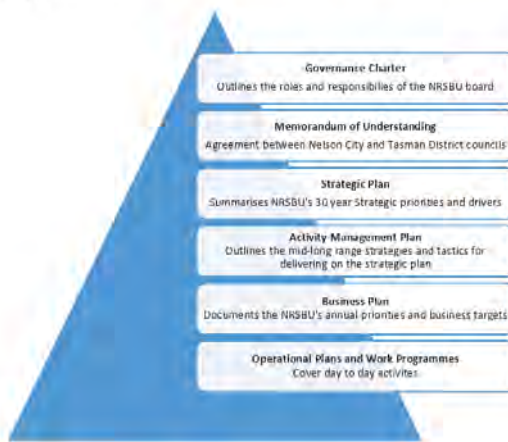 Governance Charter
Outlines the roles and responsibilies of the NRSBU board
Memorandum of Understanding
Agreement between Nelson City and Tasman District councils
Strategic Plan
Summarises NRSBU's 30 year Strategic priorities and drivers
Activity Management Plan
Outlines the mid-long range strategies and tactics for
delivering on the strategic plan
Business Plan
Documents the NRSBU's annual priorities and business targets
Operational Plans and Work Programmes
Cover day to day activites